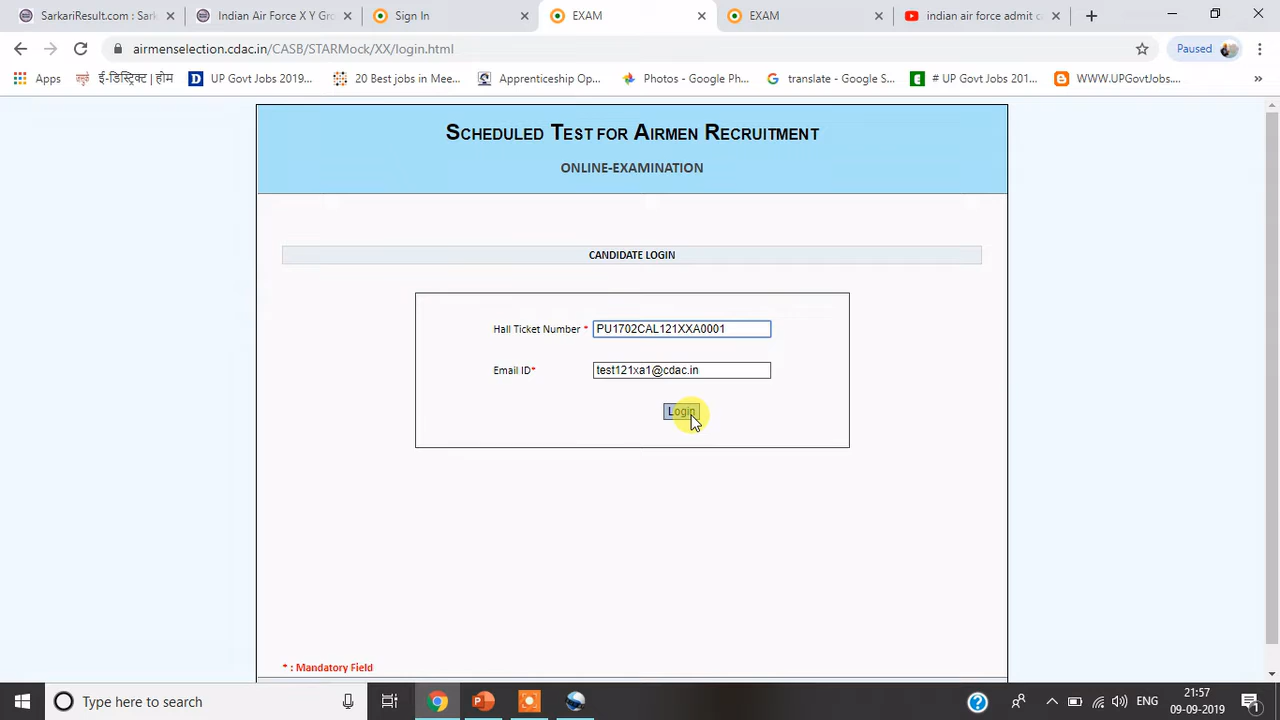 SarkariResult.com : Sark
Indian Air Force X Y Gro
Sign In
EXAM
EXAM
indian air force admit c
airmenselection.cdac.in/CASB/STARMock/XX/login.html
Paused
Apps
ई-डिस्ट्रिक्ट | होम
UP Govt Jobs 2019...
20 Best jobs in Mee...
Apprenticeship Op...
Photos - Google Ph...
translate - Google S...
# UP Govt Jobs 201...
WWW.UPGovtJobs....
SCHEDULED TEST FOR AIRMEN RECRUITMENT
ONLINE-EXAMINATION
CANDIDATE LOGIN
Hall Ticket Number * PU1702CAL121XXA0001
Email ID* test121xa1@cdac.in
Login
* : Mandatory Field
Type here to search
ENG
21:57
09-09-2019
1